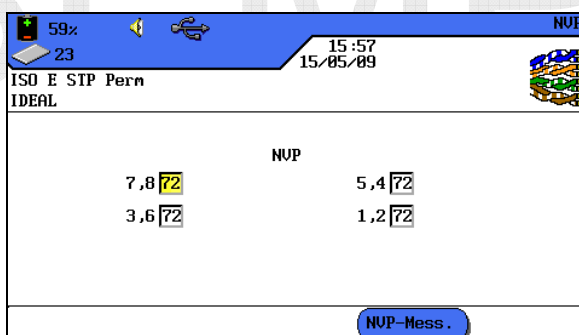 59% NVP
23
15:57
15/05/09
ISO E STP Perm
IDEAL
NVP
7,8 72 5,4 72
3,6 72 1,2 72
NVP-Mess.